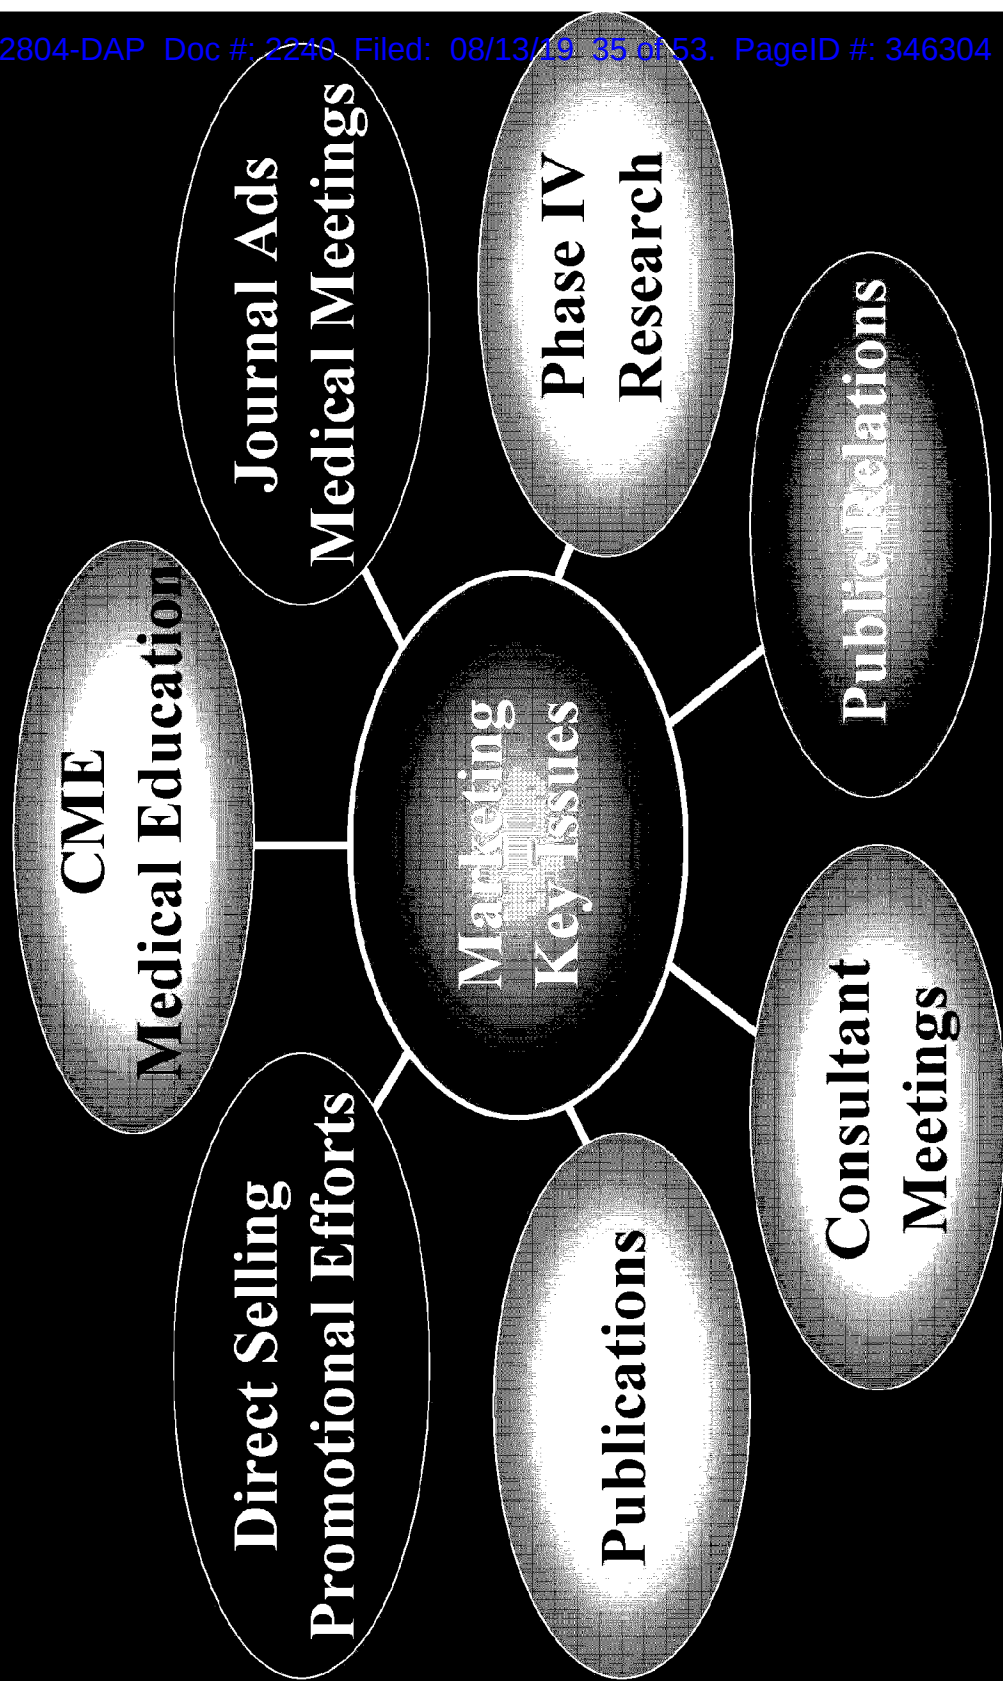 2804-DAP Doc #: 2240 Filed: 08/13/19 35 of 53. PageID #: 346304
CME
Medical Education
Direct Selling
Promotional Efforts
Journal Ads
Medical Meetings
Marketing
Key Issues
Publications
Phase IV
Research
Consultant
Meetings
Public Relations